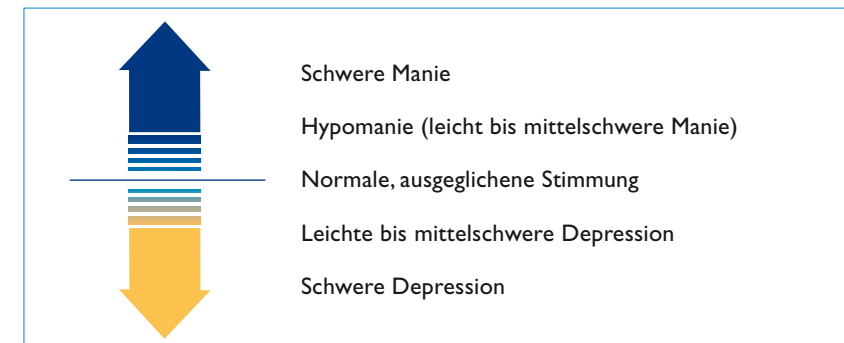 Schwere Manie
Hypomanie (leicht bis mittelschwere Manie)
Normale, ausgeglichene Stimmung
Leichte bis mittelschwere Depression
Schwere Depression